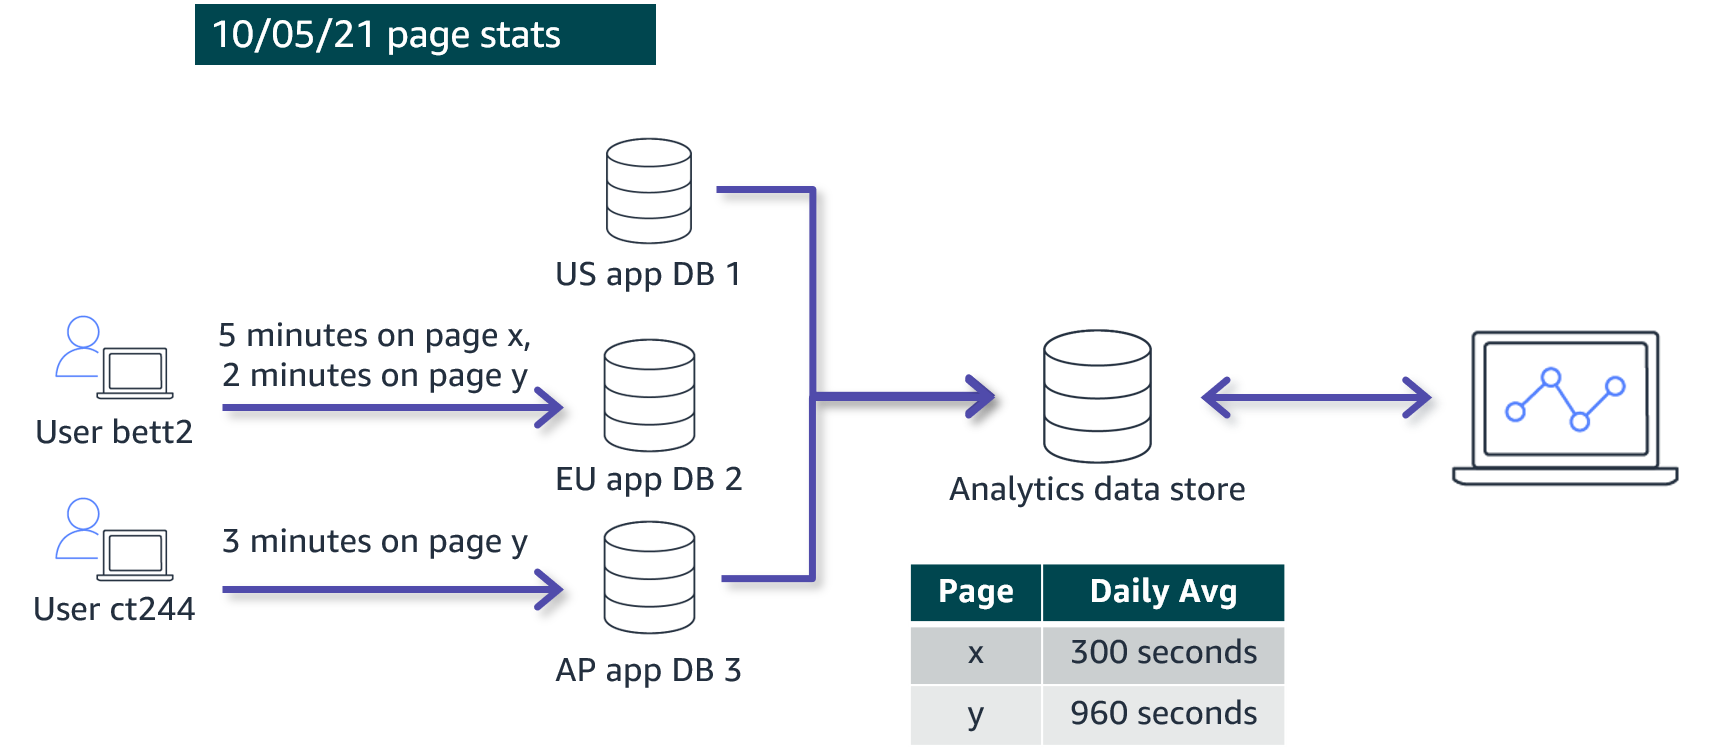 10/05/21 page stats
US app DB 1
5 minutes on page x,
2 minutes on page y
User bett2
EU app DB 2
3 minutes on page y
User ct244
AP app DB 3
Analytics data store
Page Daily Avg
x 300 seconds
y 960 seconds